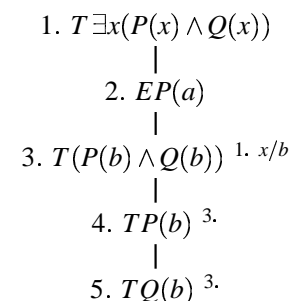 1. T ∃x(P(x) ∧ Q(x))
2. EP(a)
3. T(P(b) ∧ Q(b)) 1. x/b
4. TP(b) 3.
5. TQ(b) 3.